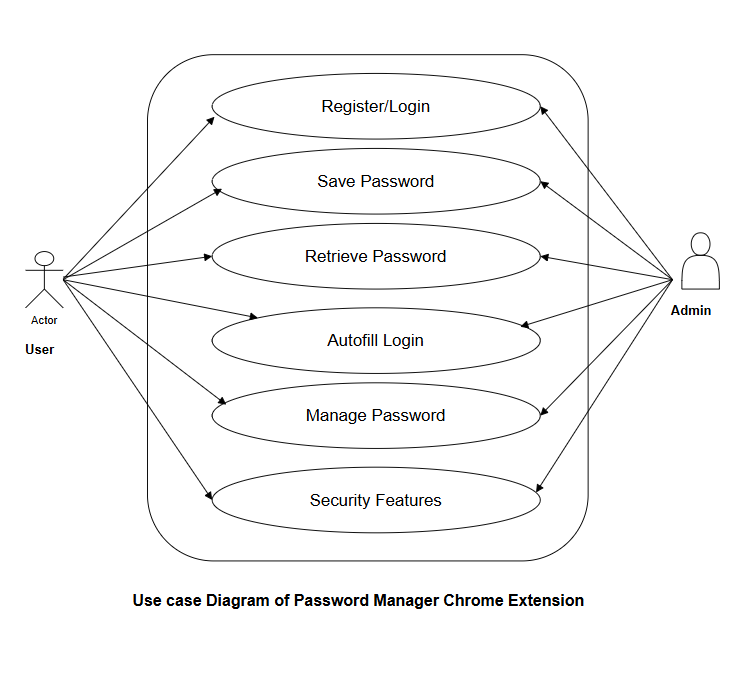 Register/Login
Save Password
Retrieve Password
Autofill Login
Manage Password
Security Features
Actor
User
Admin
Use case Diagram of Password Manager Chrome Extension